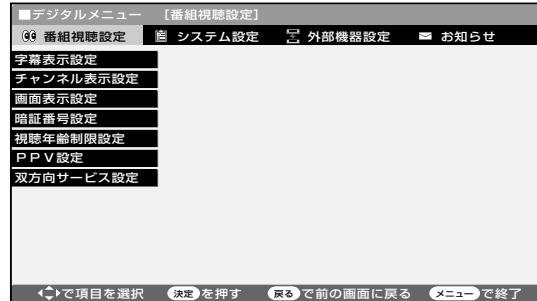 ■デジタルメニュー ［番組視聴設定］
番組視聴設定 システム設定 外部機器設定 お知らせ
字幕表示設定
チャンネル表示設定
画面表示設定
暗証番号設定
視聴年齢制限設定
ＰＰＶ設定
双方向サービス設定
で項目を選択 決定を押す 戻るで前の画面に戻る メニューで終了